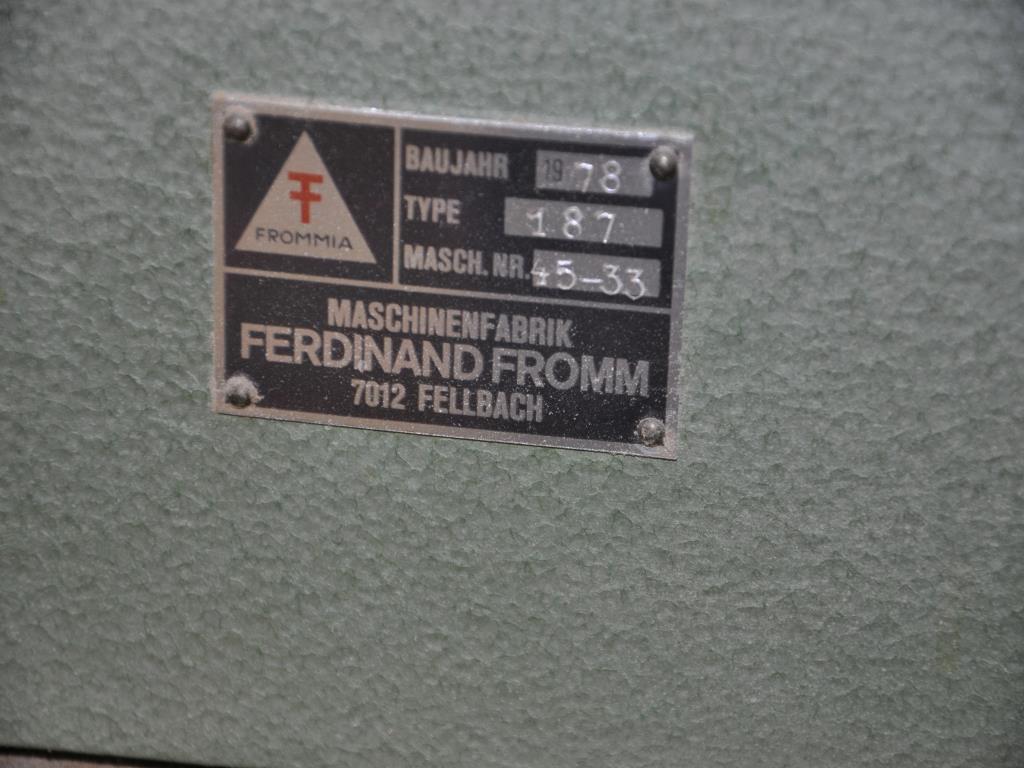 FROMMIA
BAUJAHR 1978
TYPE 187
MASCH. NR. 45-33
MASCHINENFABRIK
FERDINAND FROMM
7012 FELLBACH